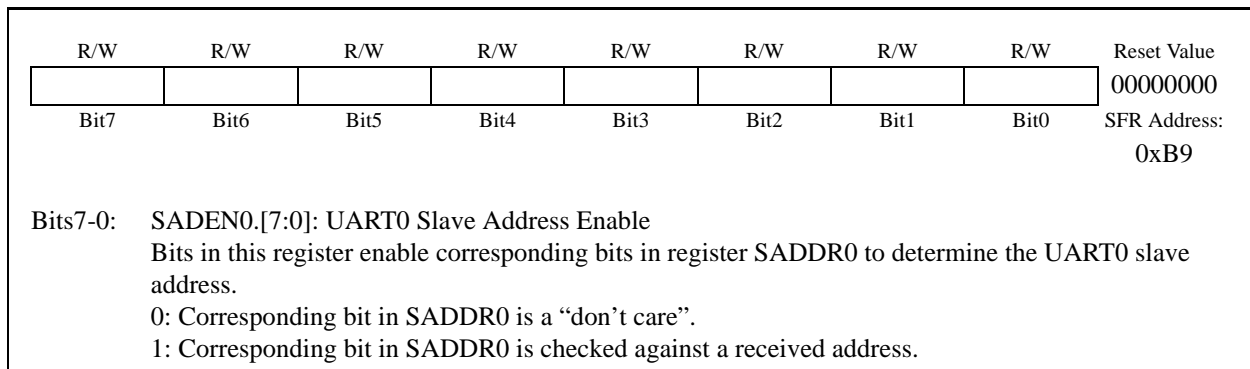 R/W R/W R/W R/W R/W R/W R/W R/W Reset Value
00000000
Bit7 Bit6 Bit5 Bit4 Bit3 Bit2 Bit1 Bit0 SFR Address:
0xB9
Bits7-0: SADEN0.[7:0]: UART0 Slave Address Enable
Bits in this register enable corresponding bits in register SADDR0 to determine the UART0 slave
address.
0: Corresponding bit in SADDR0 is a “don’t care”.
1: Corresponding bit in SADDR0 is checked against a received address.